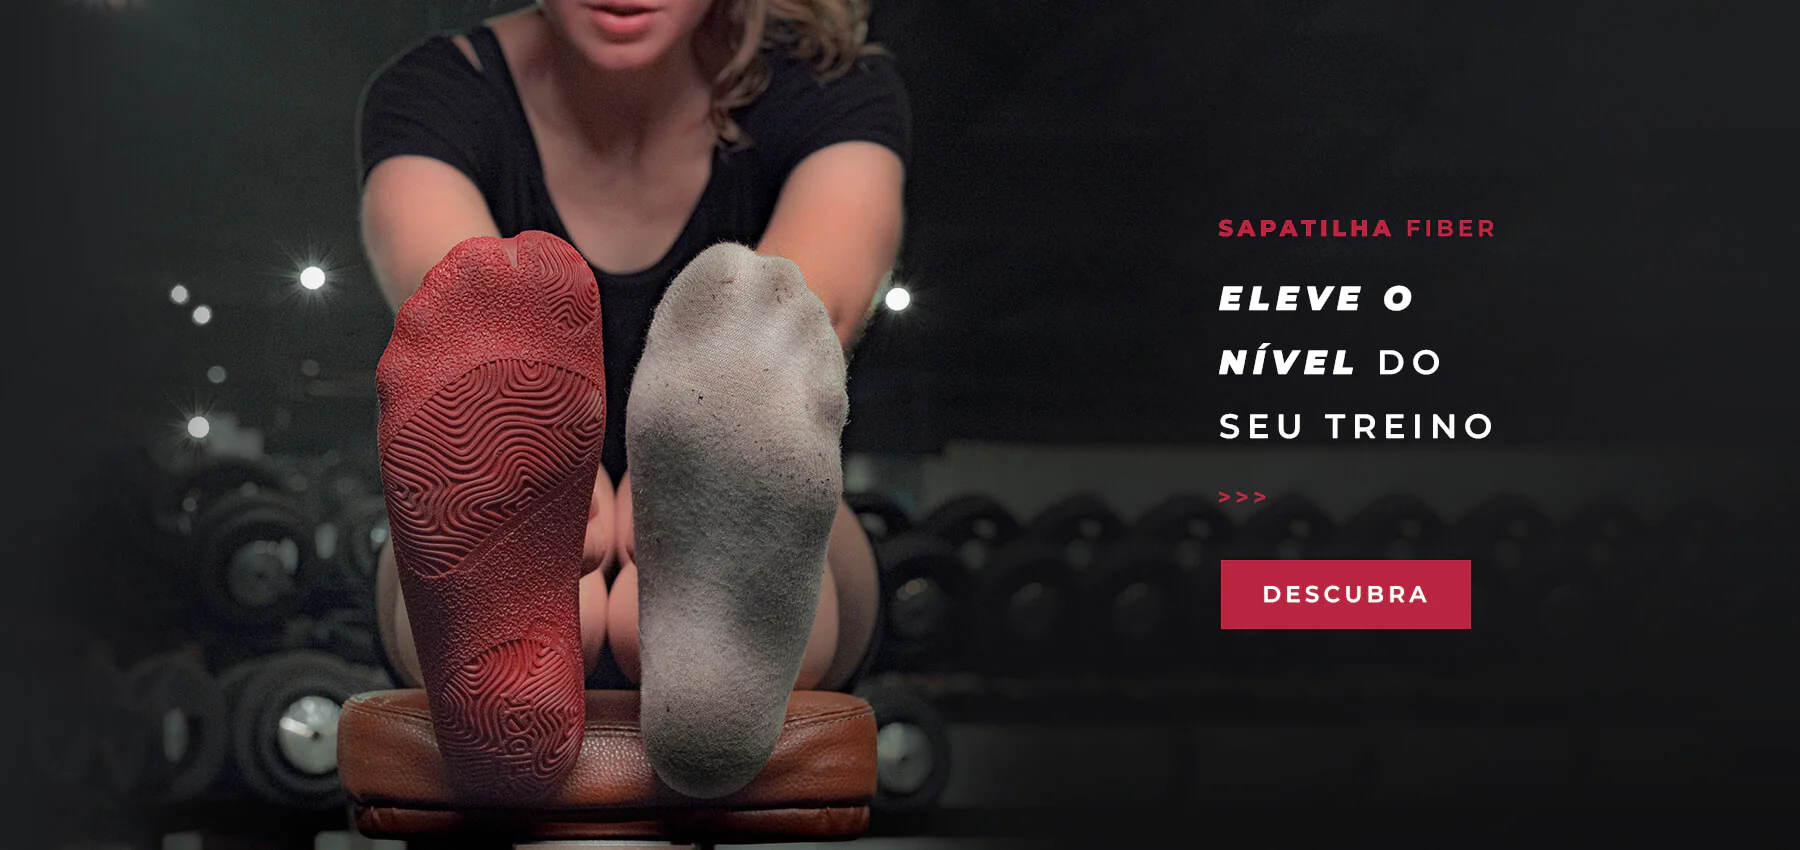 SAPATILHA FIBER
ELEVE O
NÍVEL DO
SEU TREINO
>>>
DESCUBRA